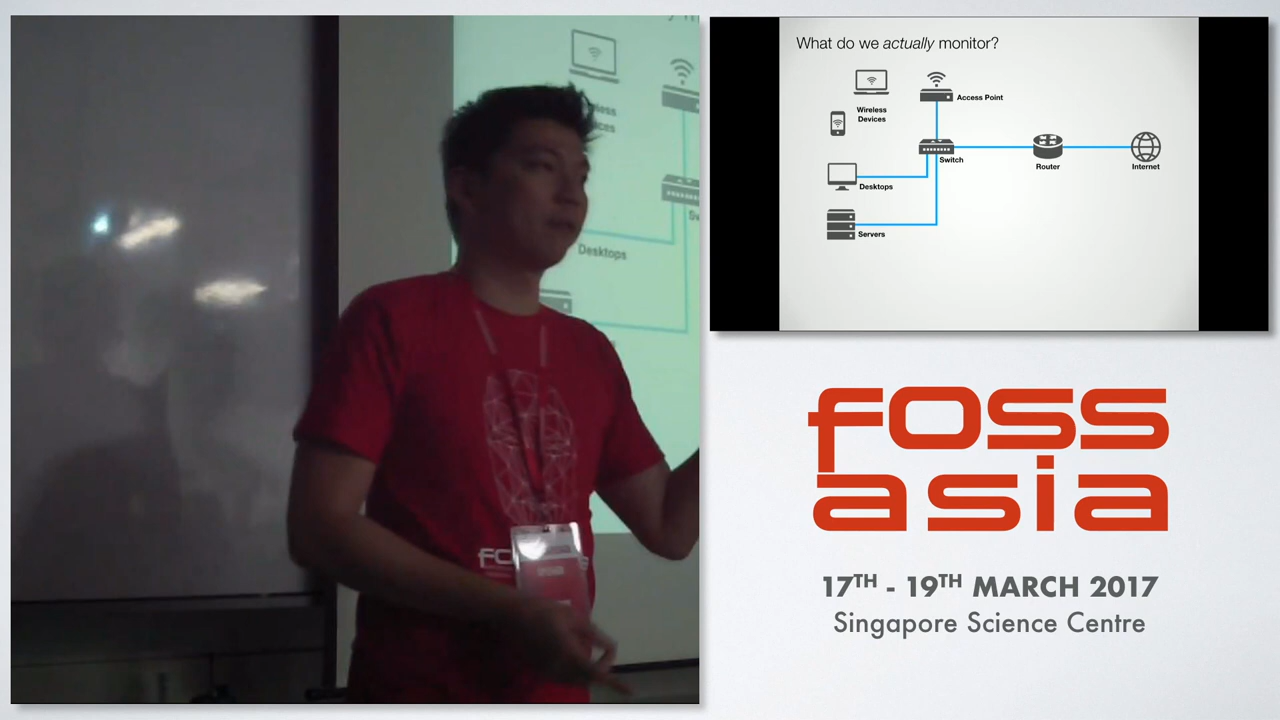 What do we actually monitor?
Wireless
Devices
Access Point
Switch
Router
Internet
Desktops
Servers
Desktops
foss
asia
17TH - 19TH MARCH 2017
Singapore Science Centre